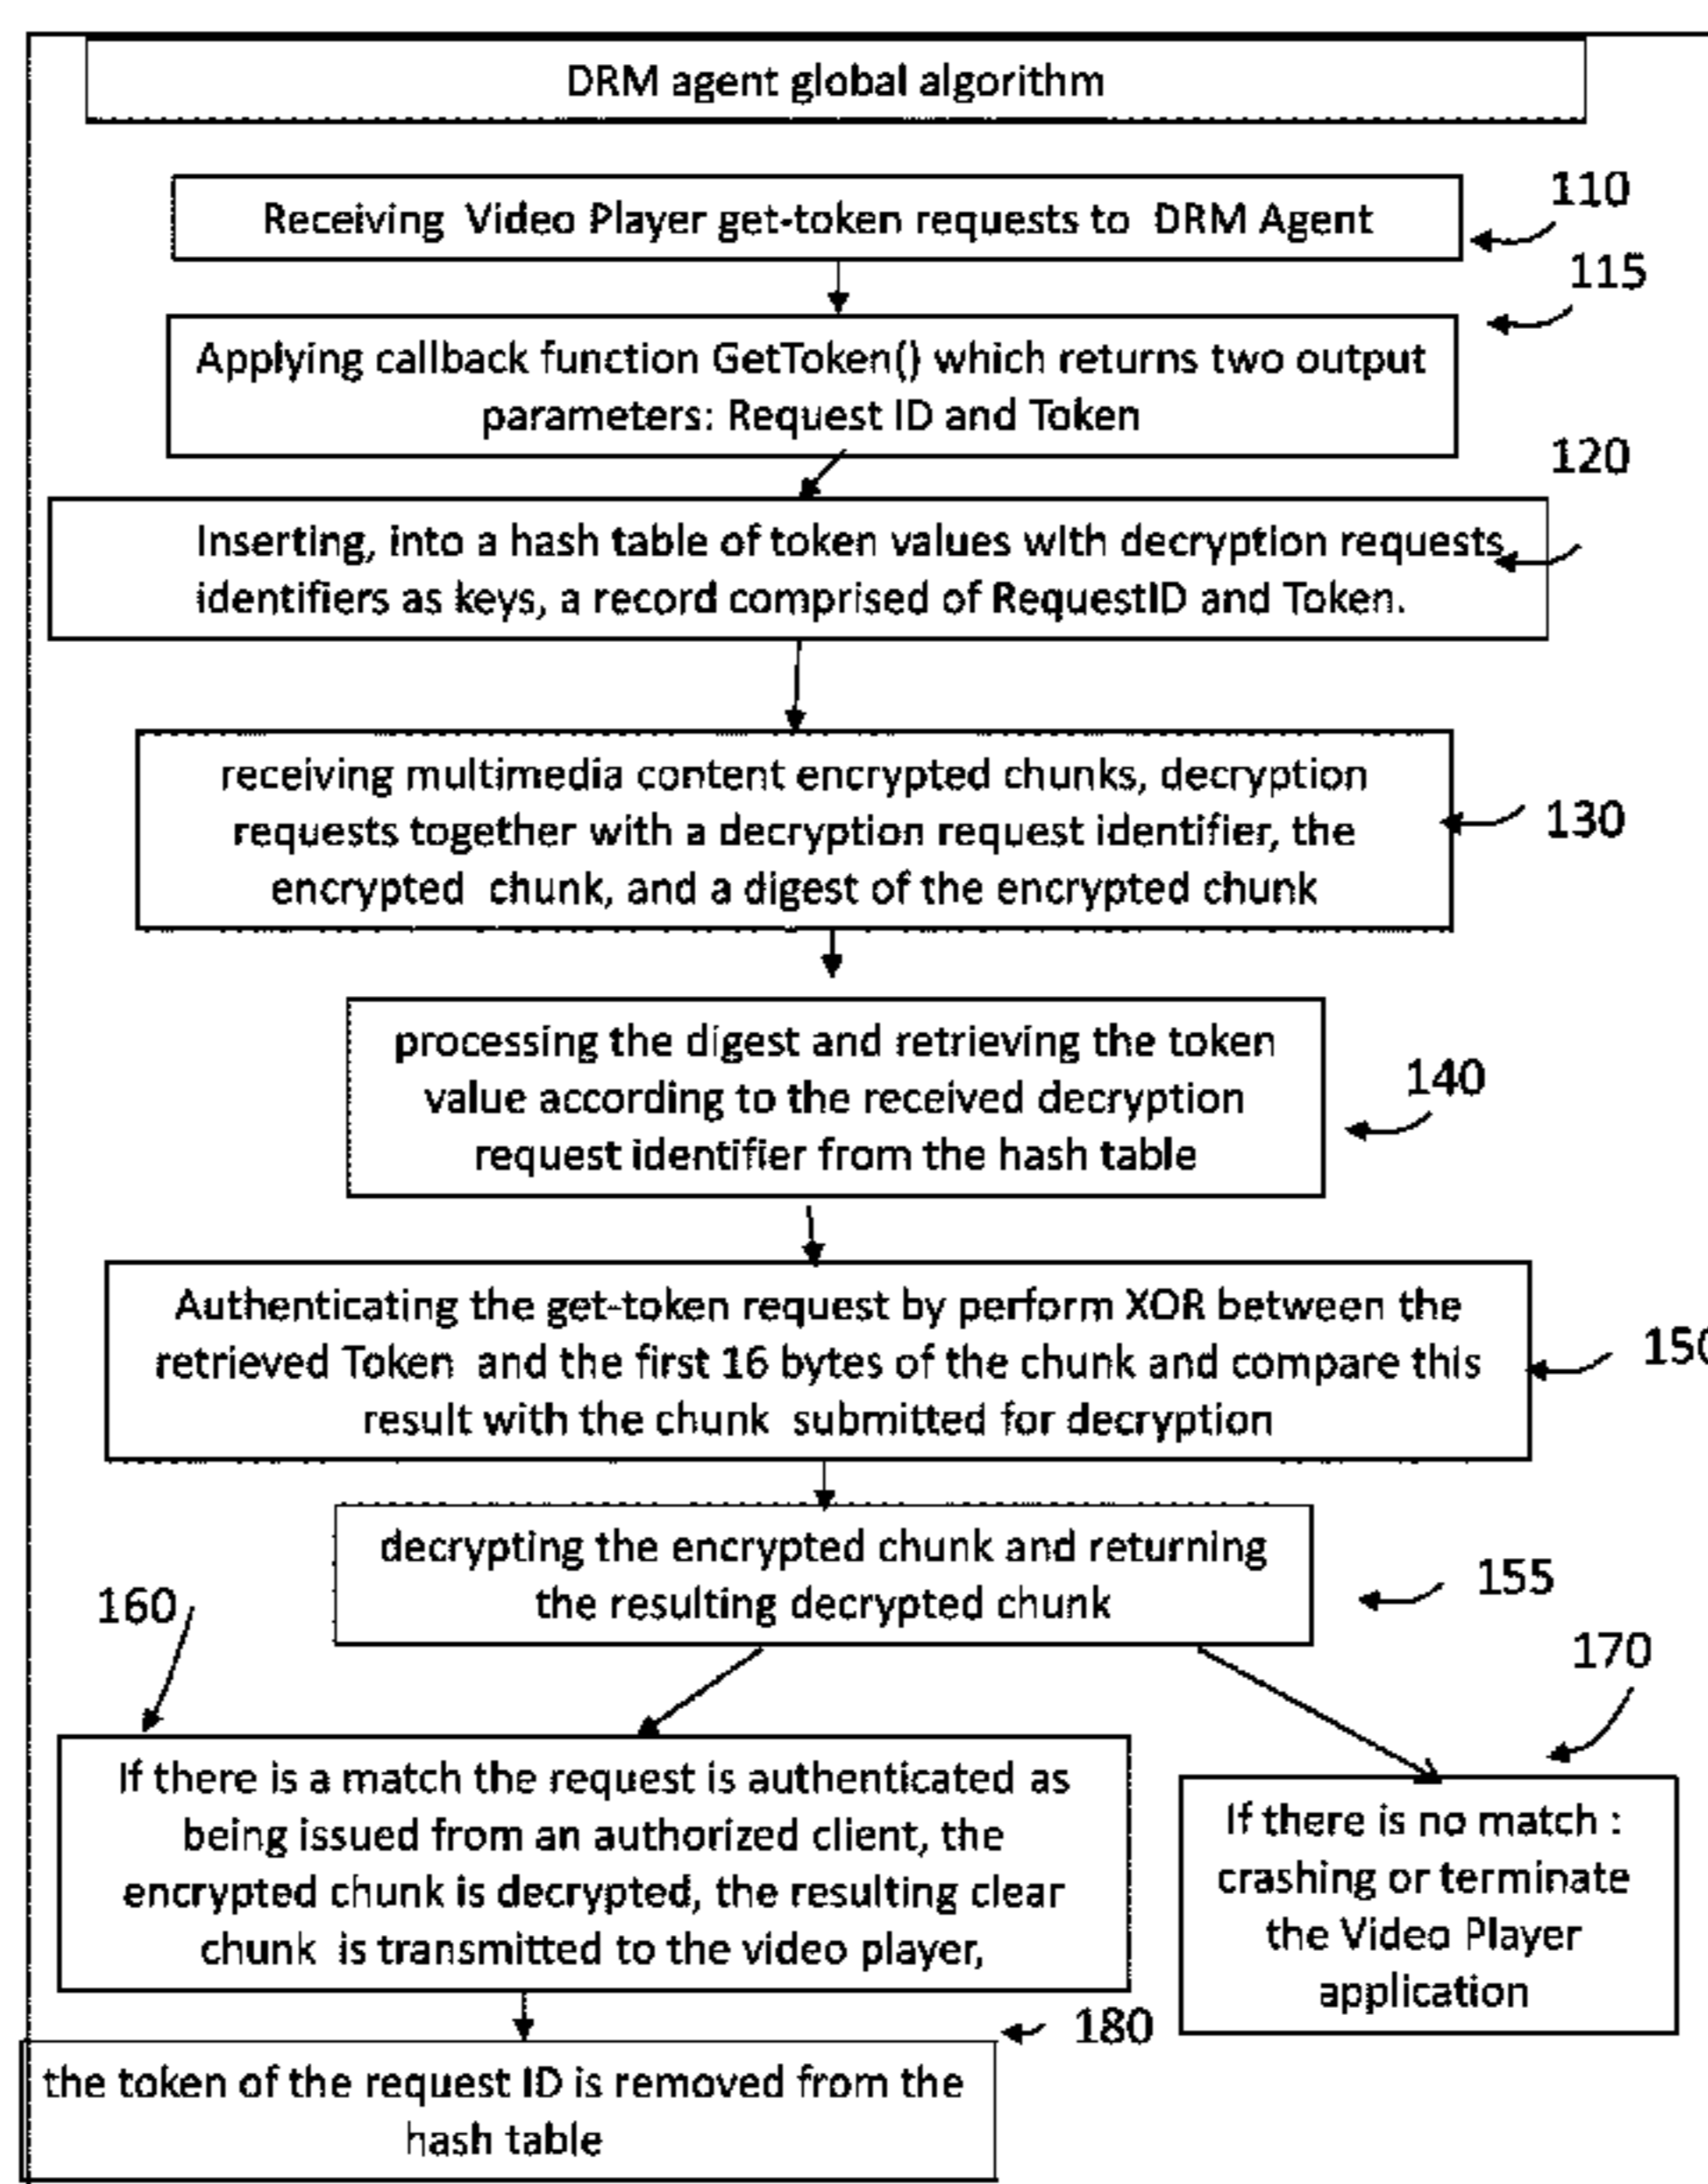 DRM agent global algorithm
Receiving Video Player get-token requests to DRM Agent
110
115
Applying callback function GetToken() which returns two output
parameters: Request ID and Token
120
Inserting, into a hash table of token values with decryption requests
identifiers as keys, a record comprised of RequestID and Token.
receiving multimedia content encrypted chunks, decryption
requests together with a decryption request identifier, the
encrypted chunk, and a digest of the encrypted chunk
130
processing the digest and retrieving the token
value according to the received decryption
request identifier from the hash table
140
Authenticating the get-token request by perform XOR between the
retrieved Token and the first 16 bytes of the chunk and compare this
result with the chunk submitted for decryption
150
decrypting the encrypted chunk and returning
the resulting decrypted chunk
155
160
170
If there is a match the request is authenticated as
being issued from an authorized client, the
encrypted chunk is decrypted, the resulting clear
chunk is transmitted to the video player,
If there is no match :
crashing or terminate
the Video Player
application
180
the token of the request ID is removed from the
hash table